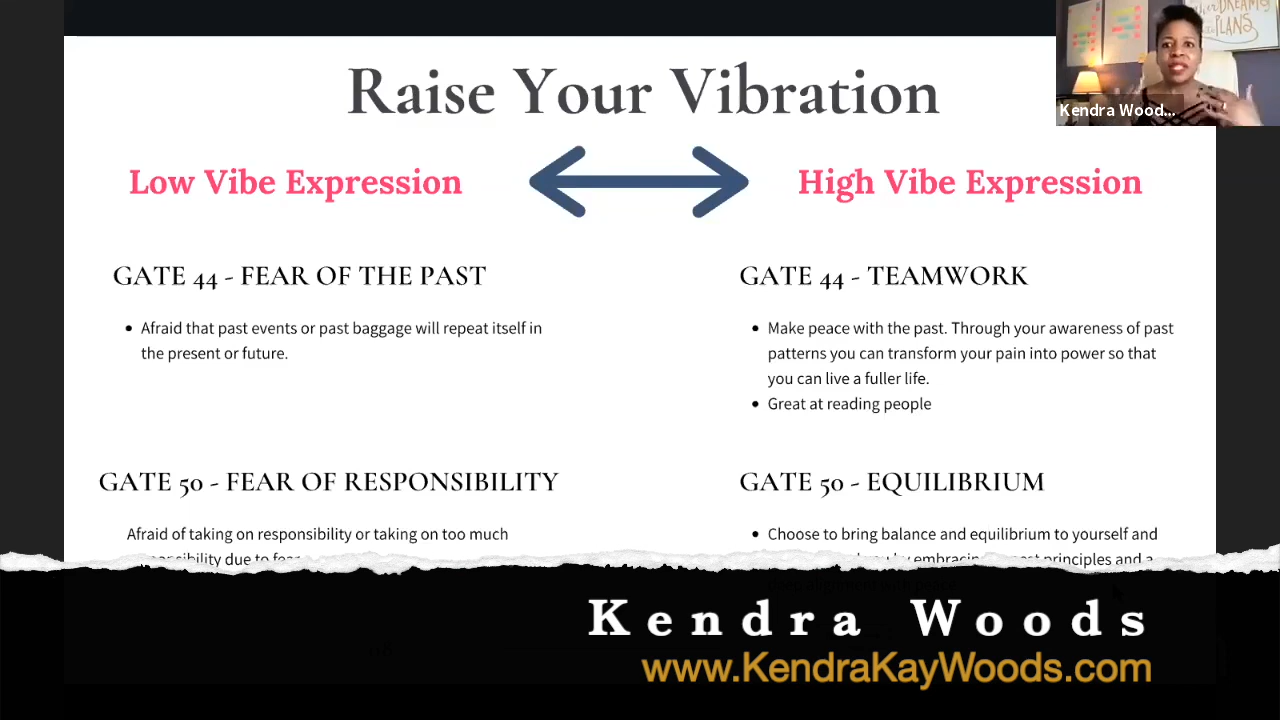 Raise Your Vibration
DREAM
PLANS
Kendra Wood...
Low Vibe Expression
High Vibe Expression
GATE 44 - FEAR OF THE PAST
Afraid that past events or past baggage will repeat itself in
the present or future.
GATE 44 - TEAMWORK
Make peace with the past. Through your awareness of past
patterns you can transform your pain into power so that
you can live a fuller life.
Great at reading people
GATE 50 - FEAR OF RESPONSIBILITY
Afraid of taking on responsibility or taking on too much
due to
GATE 50 - EQUILIBRIUM
Choose to bring balance and equilibrium to yourself and
principles and a
Kendra Woods
www.KendraKayWoods.com